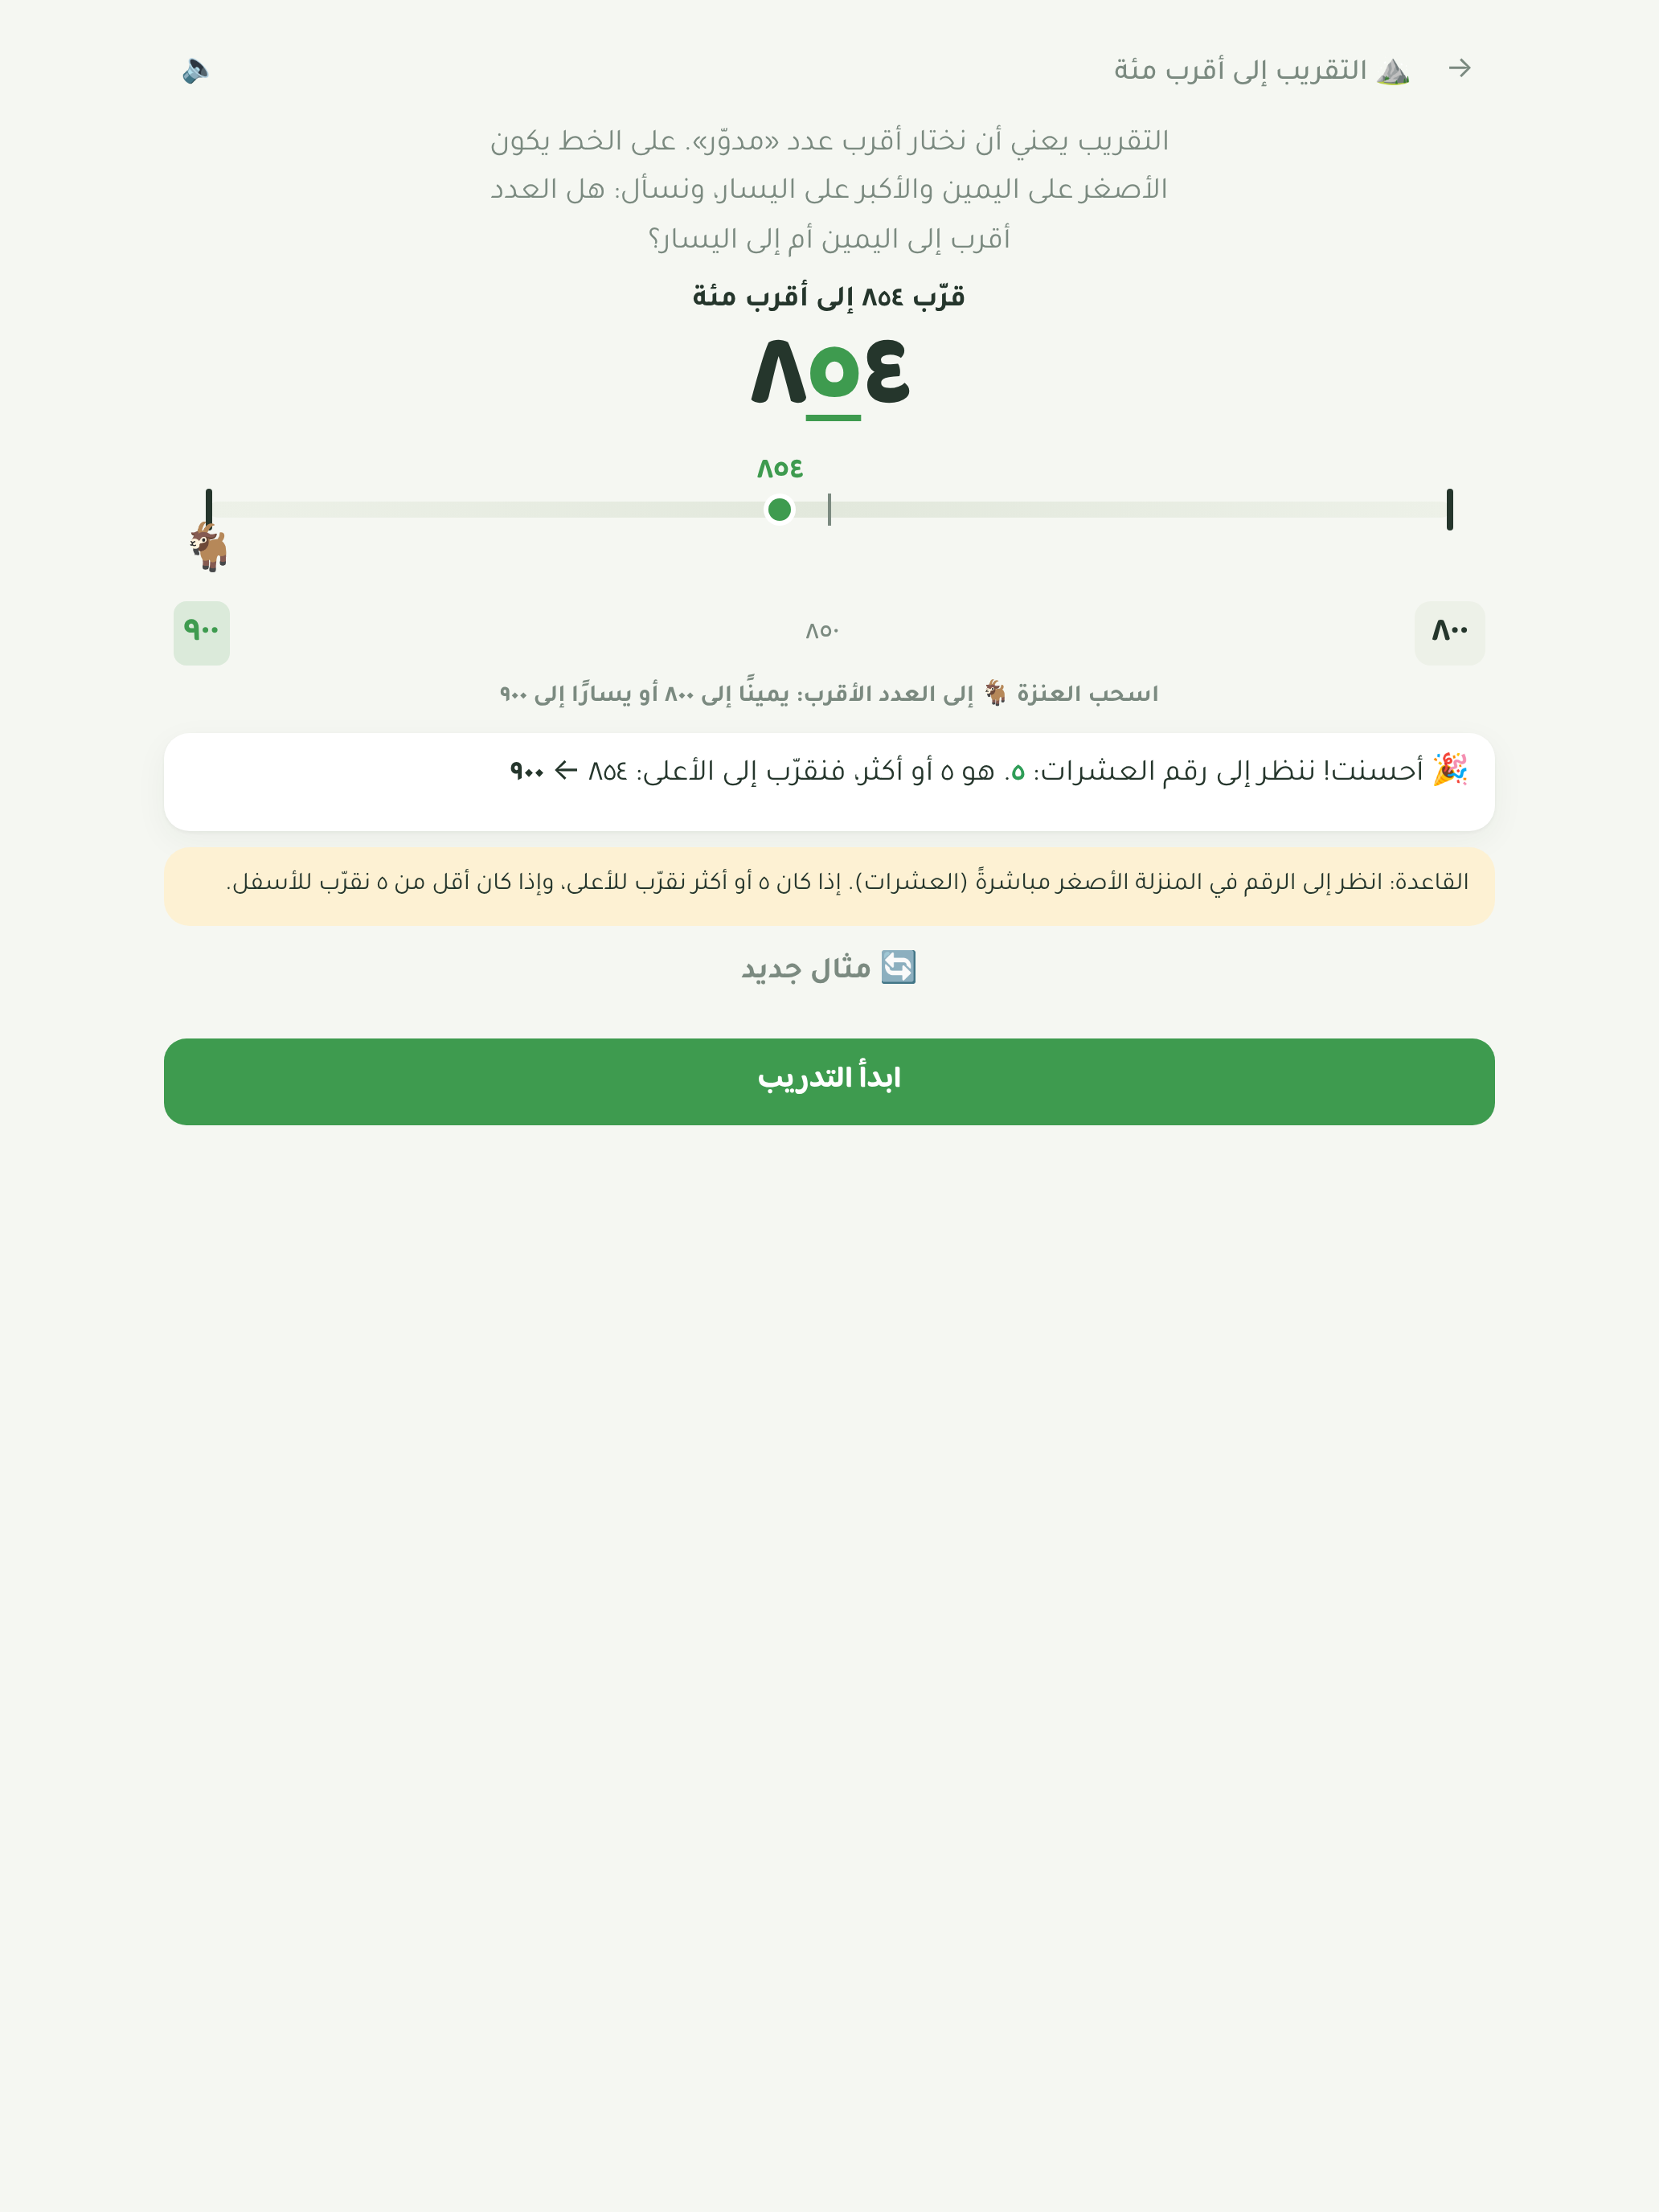 التقريب إلى أقرب مئة
التقريب يعني أن نختار أقرب عدد «مدوّر». على الخط يكون
الأصغر على اليمين والأكبر على اليسار، ونسأل: هل العدد
أقرب إلى اليمين أم إلى اليسار؟
قرّب ٨٥٤ إلى أقرب مئة
٨٥٤
٨٥٤
٨٠٠
٨٥٠
٩٠٠
اسحب العنزة 🐐 إلى العدد الأقرب: يمينًا إلى ٨٠٠ أو يسارًا إلى ٩٠٠
🎉 أحسنت! ننظر إلى رقم العشرات: ٥. هو ٥ أو أكثر، فنقرّب إلى الأعلى: ٨٥٤ ← ٩٠٠
القاعدة: انظر إلى الرقم في المنزلة الأصغر مباشرةً (العشرات). إذا كان ٥ أو أكثر نقرّب للأعلى، وإذا كان أقل من ٥ نقرّب للأسفل.
🔄 مثال جديد
ابدأ التدريب